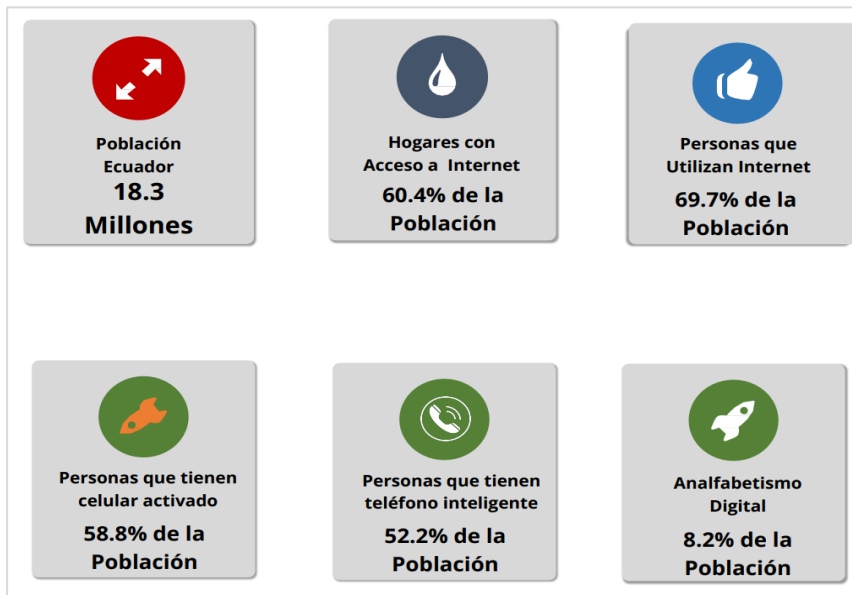 Población
Ecuador
18.3
Millones
Hogares con
Acceso a Internet
60.4% de la
Población
Personas que
Utilizan Internet
69.7% de la
Población
Personas que tienen
celular activado
58.8% de la
Población
Personas que tienen
teléfono inteligente
52.2% de la
Población
Analfabetismo
Digital
8.2% de la
Población